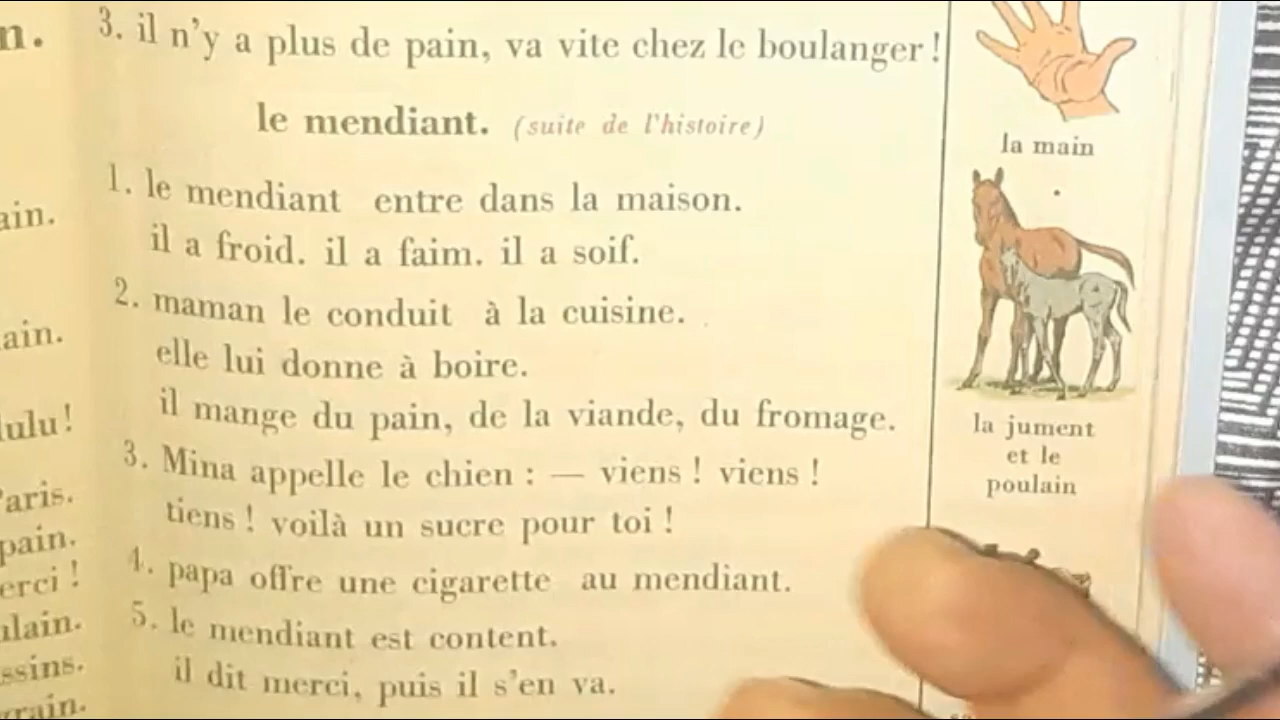 n.
ain.
ain.
lulu !
aris.
pain.
erci !
ulain.
ssins.
rain.
3. il n'y a plus de pain, va vite chez le boulanger !
le mendiant. (suite de l'histoire)
1. le mendiant entre dans la maison.
il a froid. il a faim. il a soif.
2. maman le conduit à la cuisine.
elle lui donne à boire.
il mange du pain, de la viande, du fromage.
3. Mina appelle le chien : — viens ! viens !
tiens ! voilà un sucre pour toi !
4. papa offre une cigarette au mendiant.
5. le mendiant est content.
il dit merci, puis il s'en va.
la main
la jument
et le
poulain